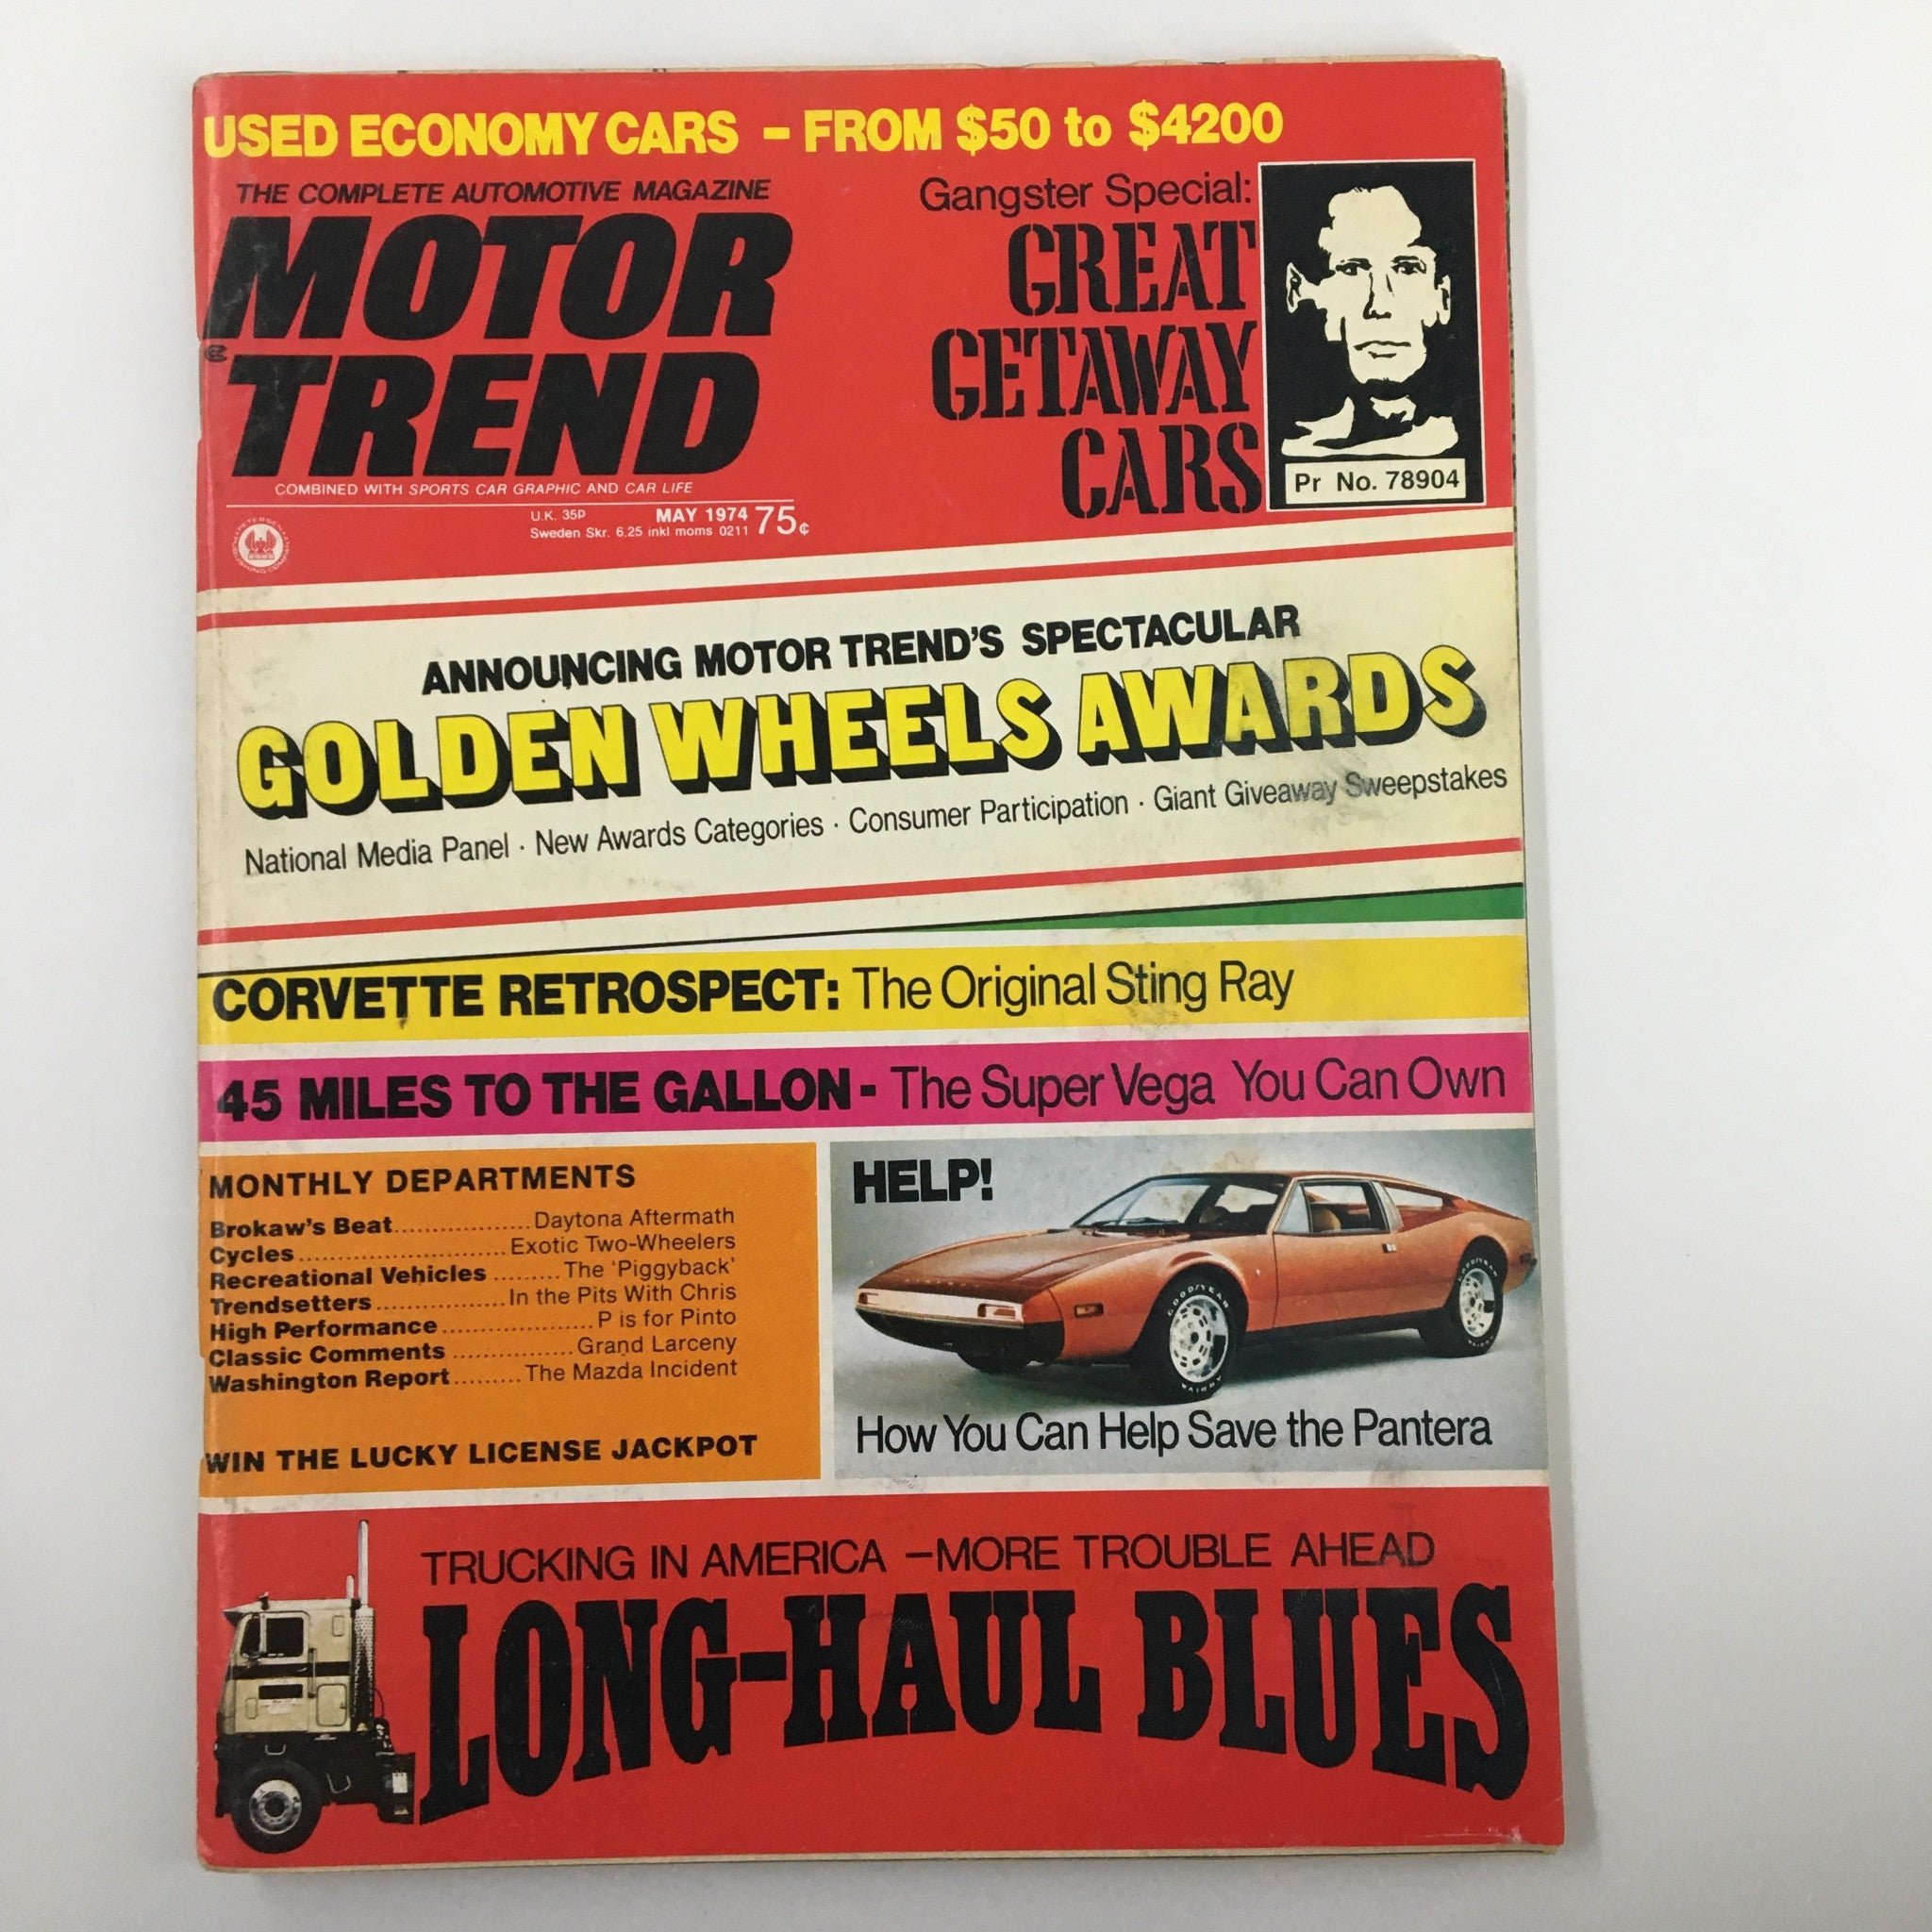 USED ECONOMY CARS - FROM $50 to $4200
THE COMPLETE AUTOMOTIVE MAGAZINE
MOTOR
TREND
COMBINED WITH SPORTS CAR GRAPHIC AND CAR LIFE
U.K. 35p MAY 1974 75¢
Sweden Skr. 6.25 inkl moms 0211
Gangster Special:
GREAT
GETAWAY
CARS
Pr No. 78904
ANNOUNCING MOTOR TREND'S SPECTACULAR
GOLDEN WHEELS AWARDS
National Media Panel · New Awards Categories · Consumer Participation · Giant Giveaway Sweepstakes
CORVETTE RETROSPECT: The Original Sting Ray
45 MILES TO THE GALLON - The Super Vega You Can Own
MONTHLY DEPARTMENTS
Brokaw's Beat..................Daytona Aftermath
Cycles...........................Exotic Two-Wheelers
Recreational Vehicles .........The 'Piggyback'
Trendsetters.................In the Pits With Chris
High Performance....................P is for Pinto
Classic Comments ................Grand Larceny
Washington Report.........The Mazda Incident
WIN THE LUCKY LICENSE JACKPOT
HELP!
GOODYEAR
ARRIVA
GOODYEAR
ARRIVA
How You Can Help Save the Pantera
TRUCKING IN AMERICA -MORE TROUBLE AHEAD
LONG-HAUL BLUES